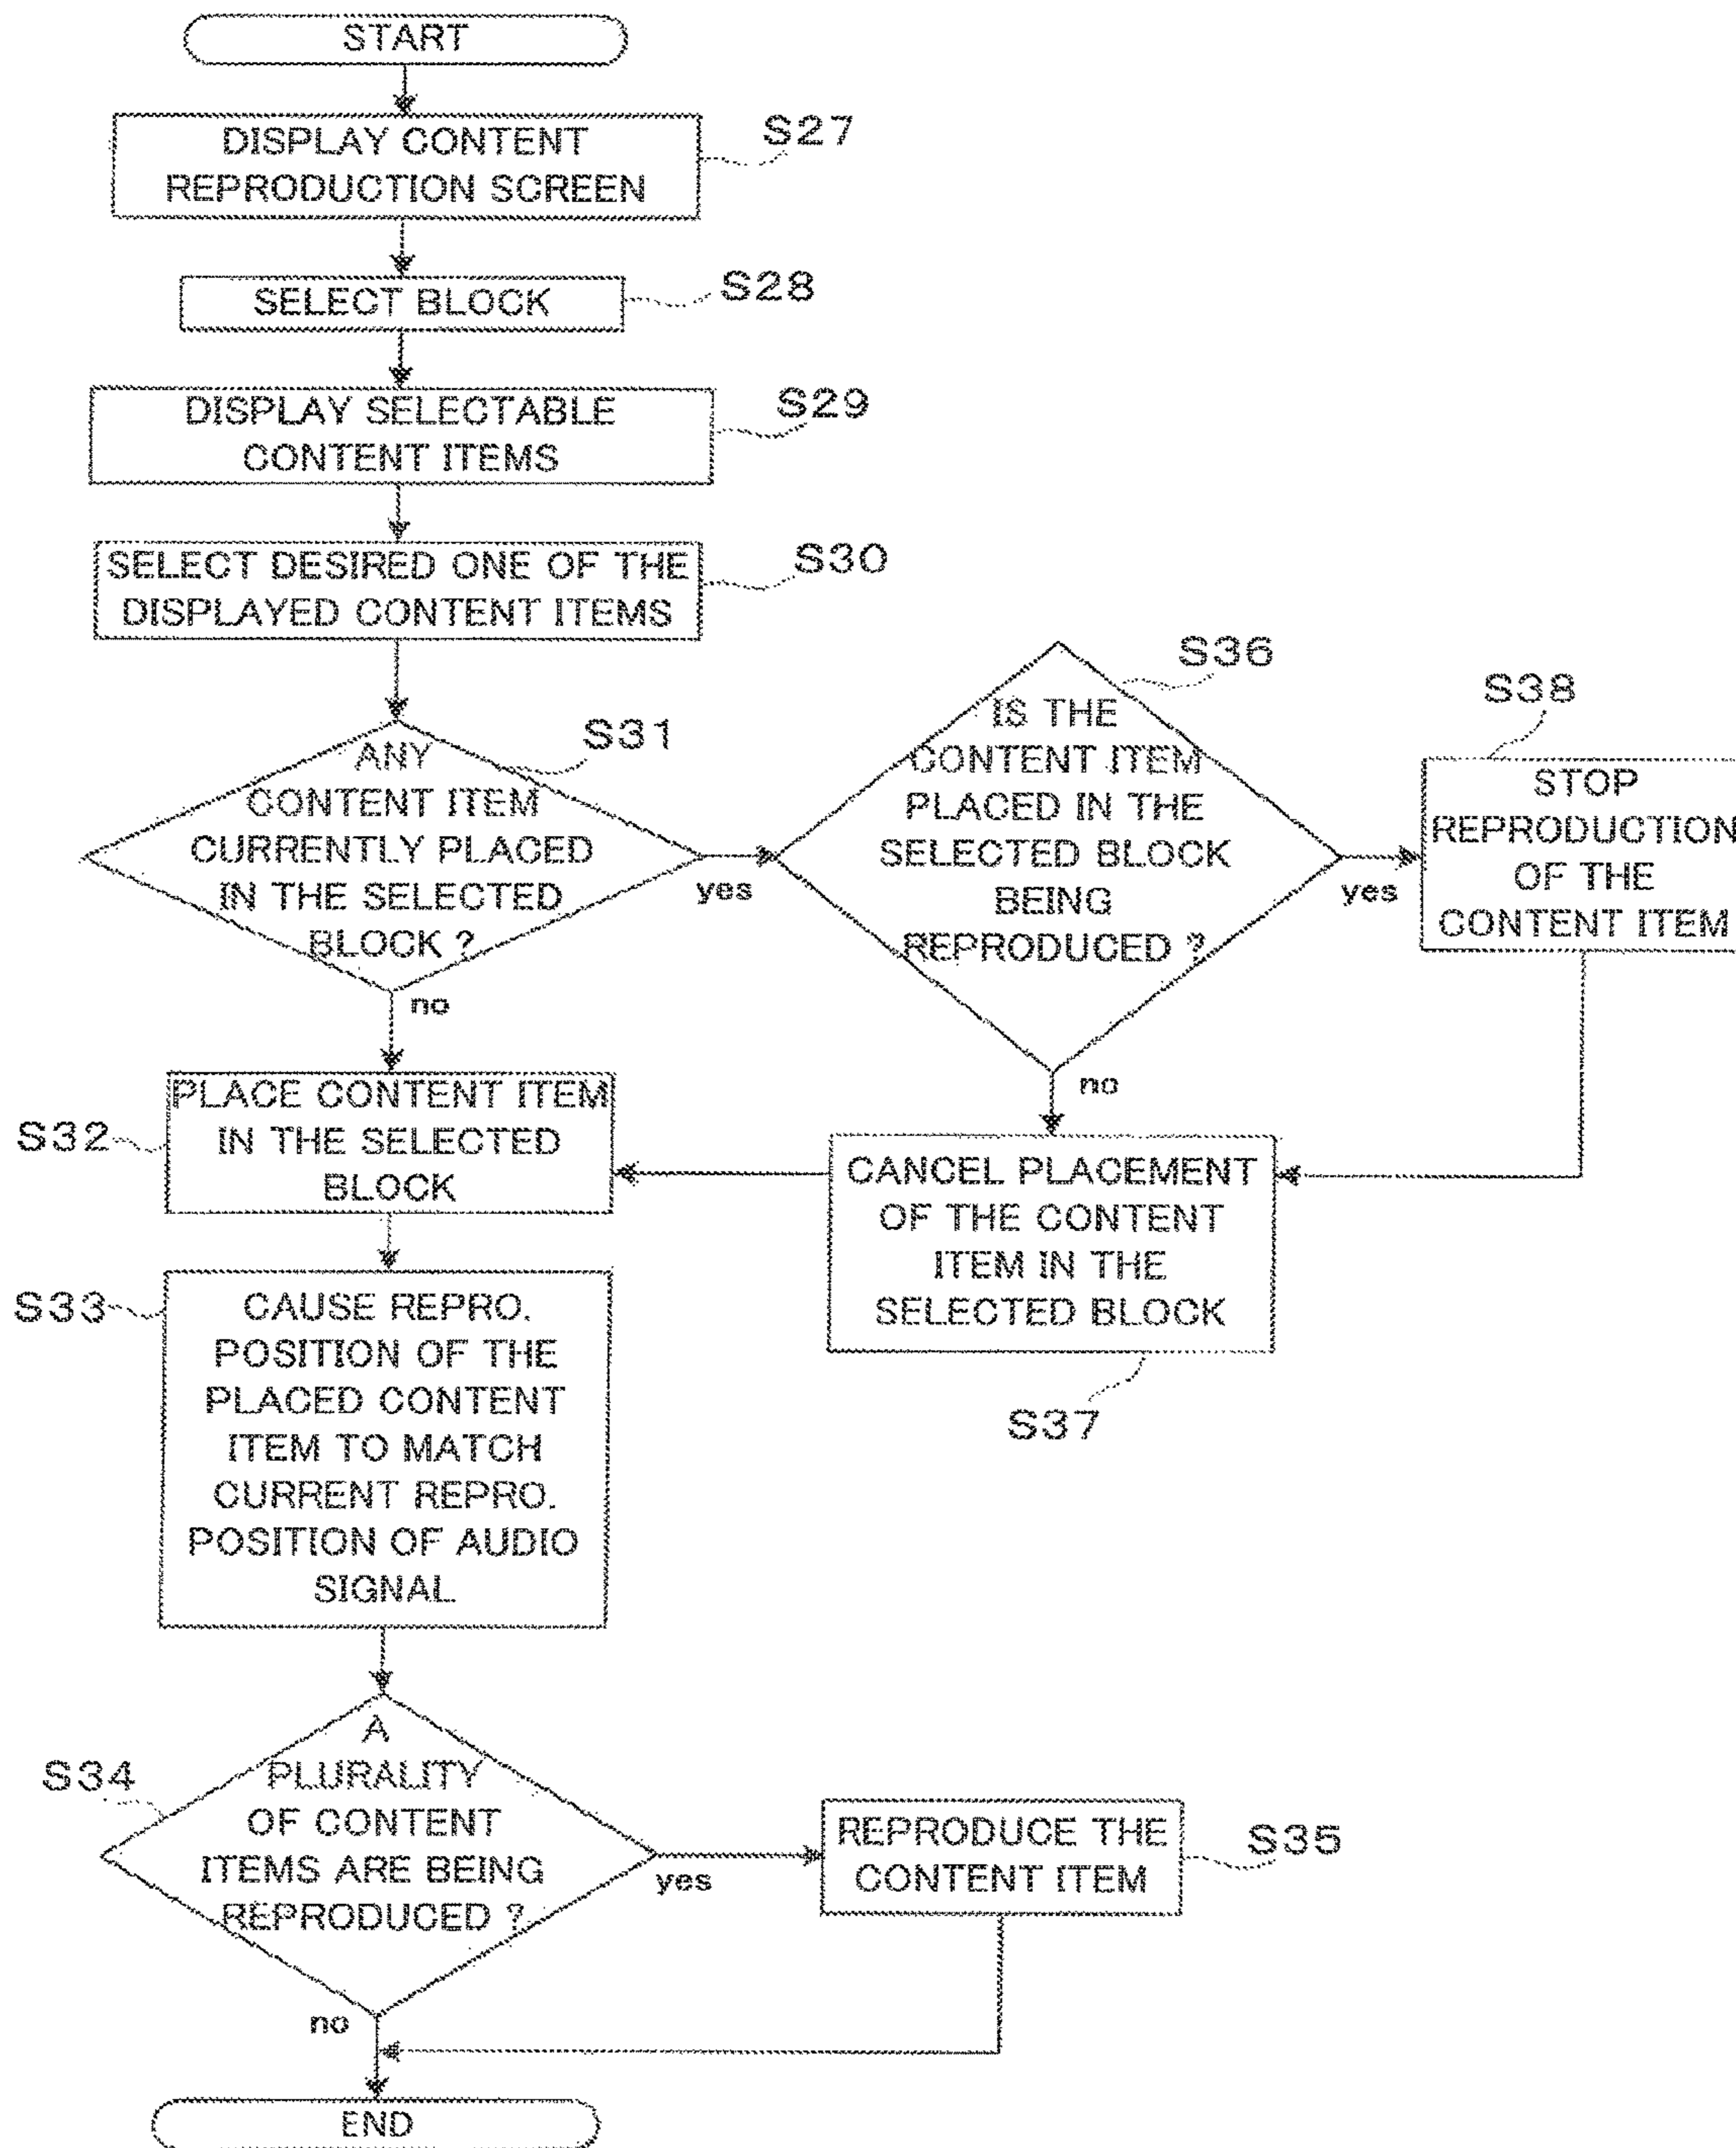 START
DISPLAY CONTENT
REPRODUCTION SCREEN
S27
SELECT BLOCK
S28
DISPLAY SELECTABLE
CONTENT ITEMS
S29
SELECT DESIRED ONE OF THE
DISPLAYED CONTENT ITEMS
S30
ANY
CONTENT ITEM
CURRENTLY PLACED
IN THE SELECTED
BLOCK ?
S31
yes
no
IS THE
CONTENT ITEM
PLACED IN THE
SELECTED BLOCK
BEING
REPRODUCED ?
S36
yes
no
S38
STOP
REPRODUCTION
OF THE
CONTENT ITEM
S32
PLACE CONTENT ITEM
IN THE SELECTED
BLOCK
CANCEL PLACEMENT
OF THE CONTENT
ITEM IN THE
SELECTED BLOCK
S37
S33
CAUSE REPRO.
POSITION OF THE
PLACED CONTENT
ITEM TO MATCH
CURRENT REPRO.
POSITION OF AUDIO
SIGNAL
S34
A
PLURALITY
OF CONTENT
ITEMS ARE BEING
REPRODUCED ?
yes
no
REPRODUCE THE
CONTENT ITEM
S35
END